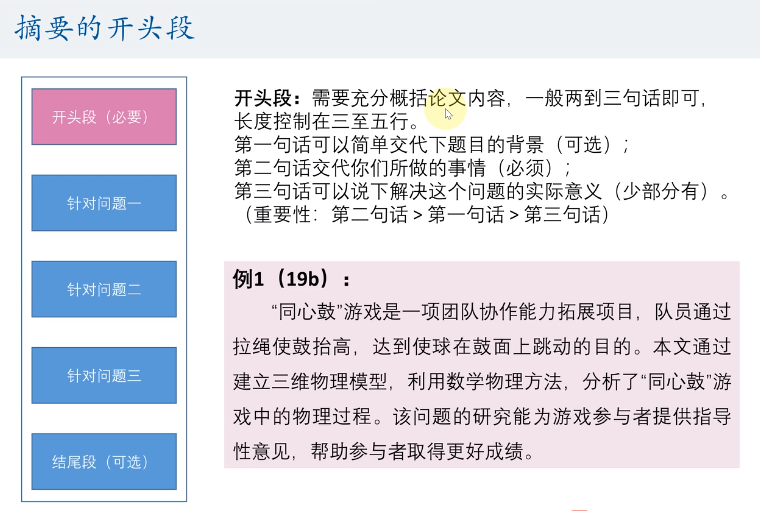 摘要的开头段
开头段（必要）
针对问题一
针对问题二
针对问题三
结尾段（可选）
开头段：需要充分概括论文内容，一般两到三句话即可，
长度控制在三至五行。
第一句话可以简单交代下题目的背景（可选）；
第二句话交代你们所做的事情（必须）；
第三句话可以说下解决这个问题的实际意义（少部分有）。
（重要性：第二句话 > 第一句话 > 第三句话）
例1（19b）：
“同心鼓”游戏是一项团队协作能力拓展项目，队员通过
拉绳使鼓抬高，达到使球在鼓面上跳动的目的。本文通过
建立三维物理模型，利用数学物理方法，分析了“同心鼓”游
戏中的物理过程。该问题的研究能为游戏参与者提供指导
性意见，帮助参与者取得更好成绩。